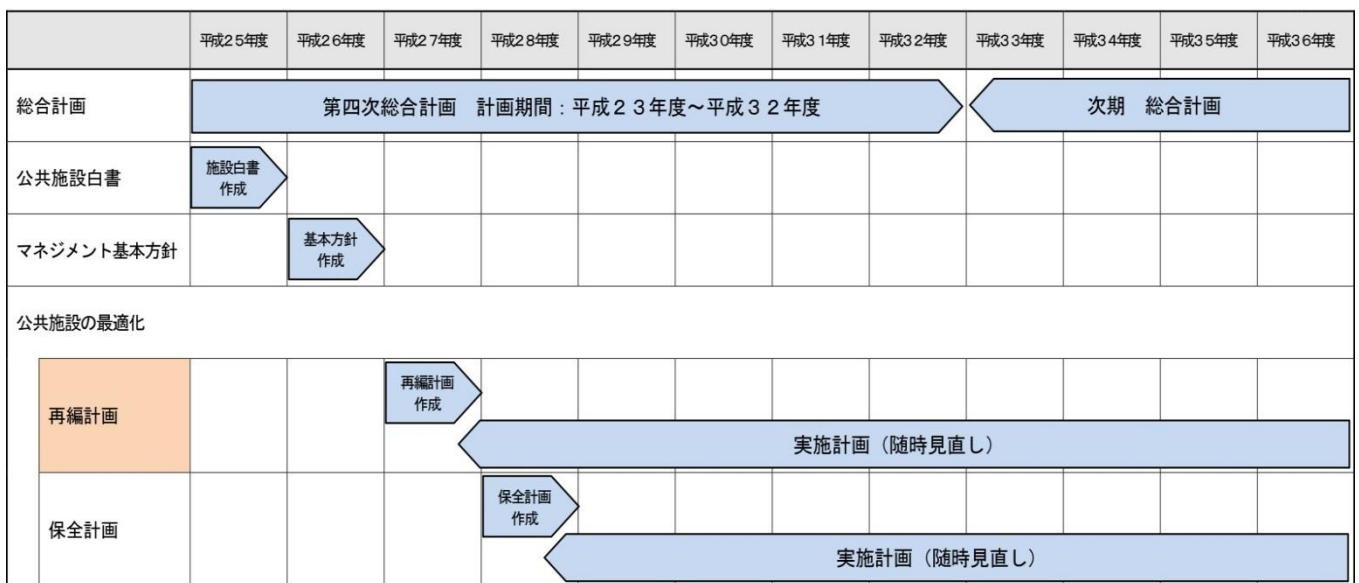 平成25年度 平成26年度 平成27年度 平成28年度 平成29年度 平成30年度 平成31年度 平成32年度 平成33年度 平成34年度 平成35年度 平成36年度
総合計画
第四次総合計画　計画期間：平成２３年度～平成３２年度
次期　総合計画
公共施設白書
施設白書
作成
マネジメント基本方針
基本方針
作成
公共施設の最適化
再編計画
再編計画
作成
実施計画（随時見直し）
保全計画
保全計画
作成
実施計画（随時見直し）